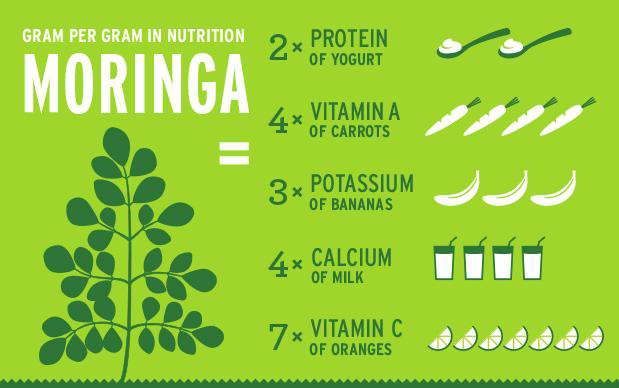 GRAM PER GRAM IN NUTRITION
MORINGA
=
2× PROTEIN
OF YOGURT
4× VITAMIN A
OF CARROTS
3× POTASSIUM
OF BANANAS
4× CALCIUM
OF MILK
7× VITAMIN C
OF ORANGES